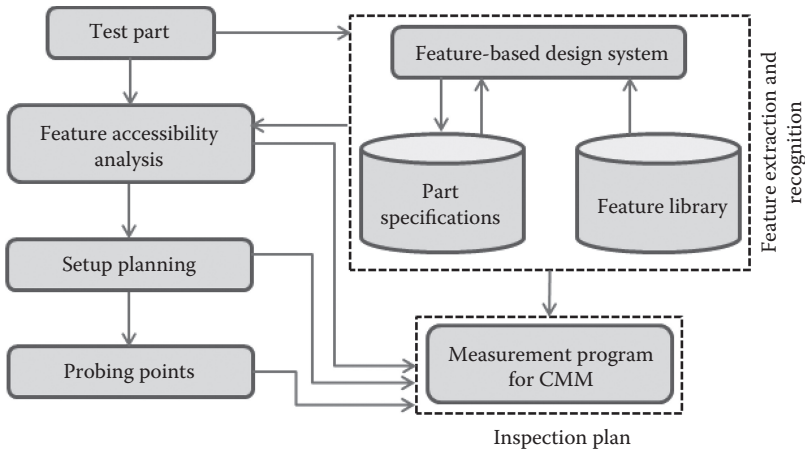 Test part
Feature-based design system
Feature accessibility
analysis
Part
specifications
Feature library
Feature extraction and
recognition
Setup planning
Probing points
Measurement program
for CMM
Inspection plan